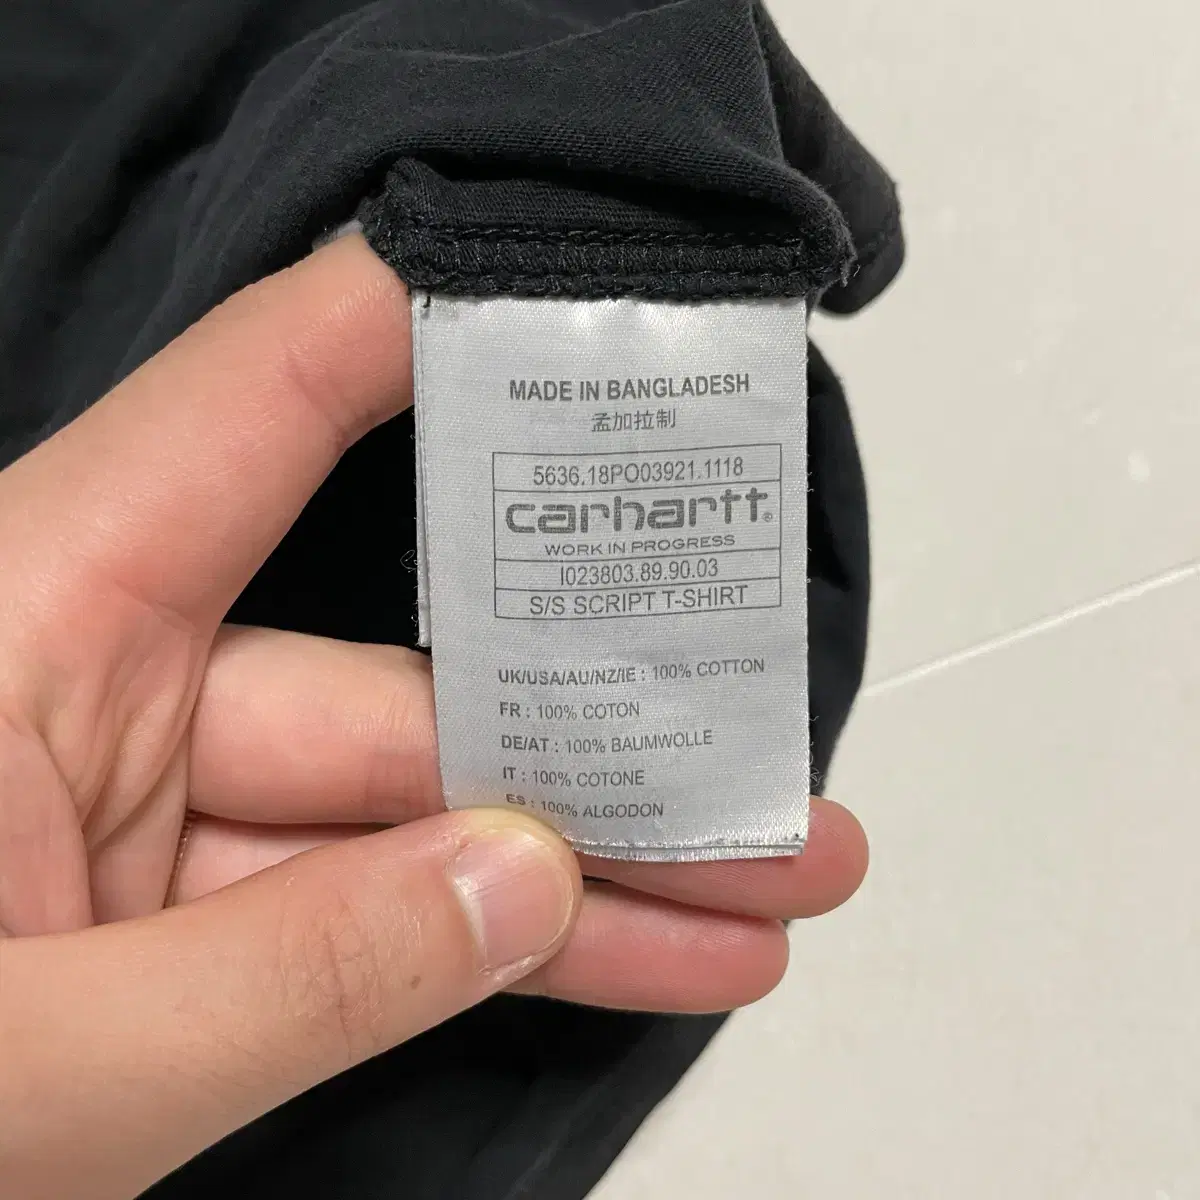 MADE IN BANGLADESH
孟加拉制
5636.18PO03921.1118
carhartt®
WORK IN PROGRESS
I023803.89.90.03
S/S SCRIPT T-SHIRT
UK/USA/AU/NZ/IE : 100% COTTON
FR : 100% COTON
DE/AT : 100% BAUMWOLLE
IT : 100% COTONE
ES : 100% ALGODON